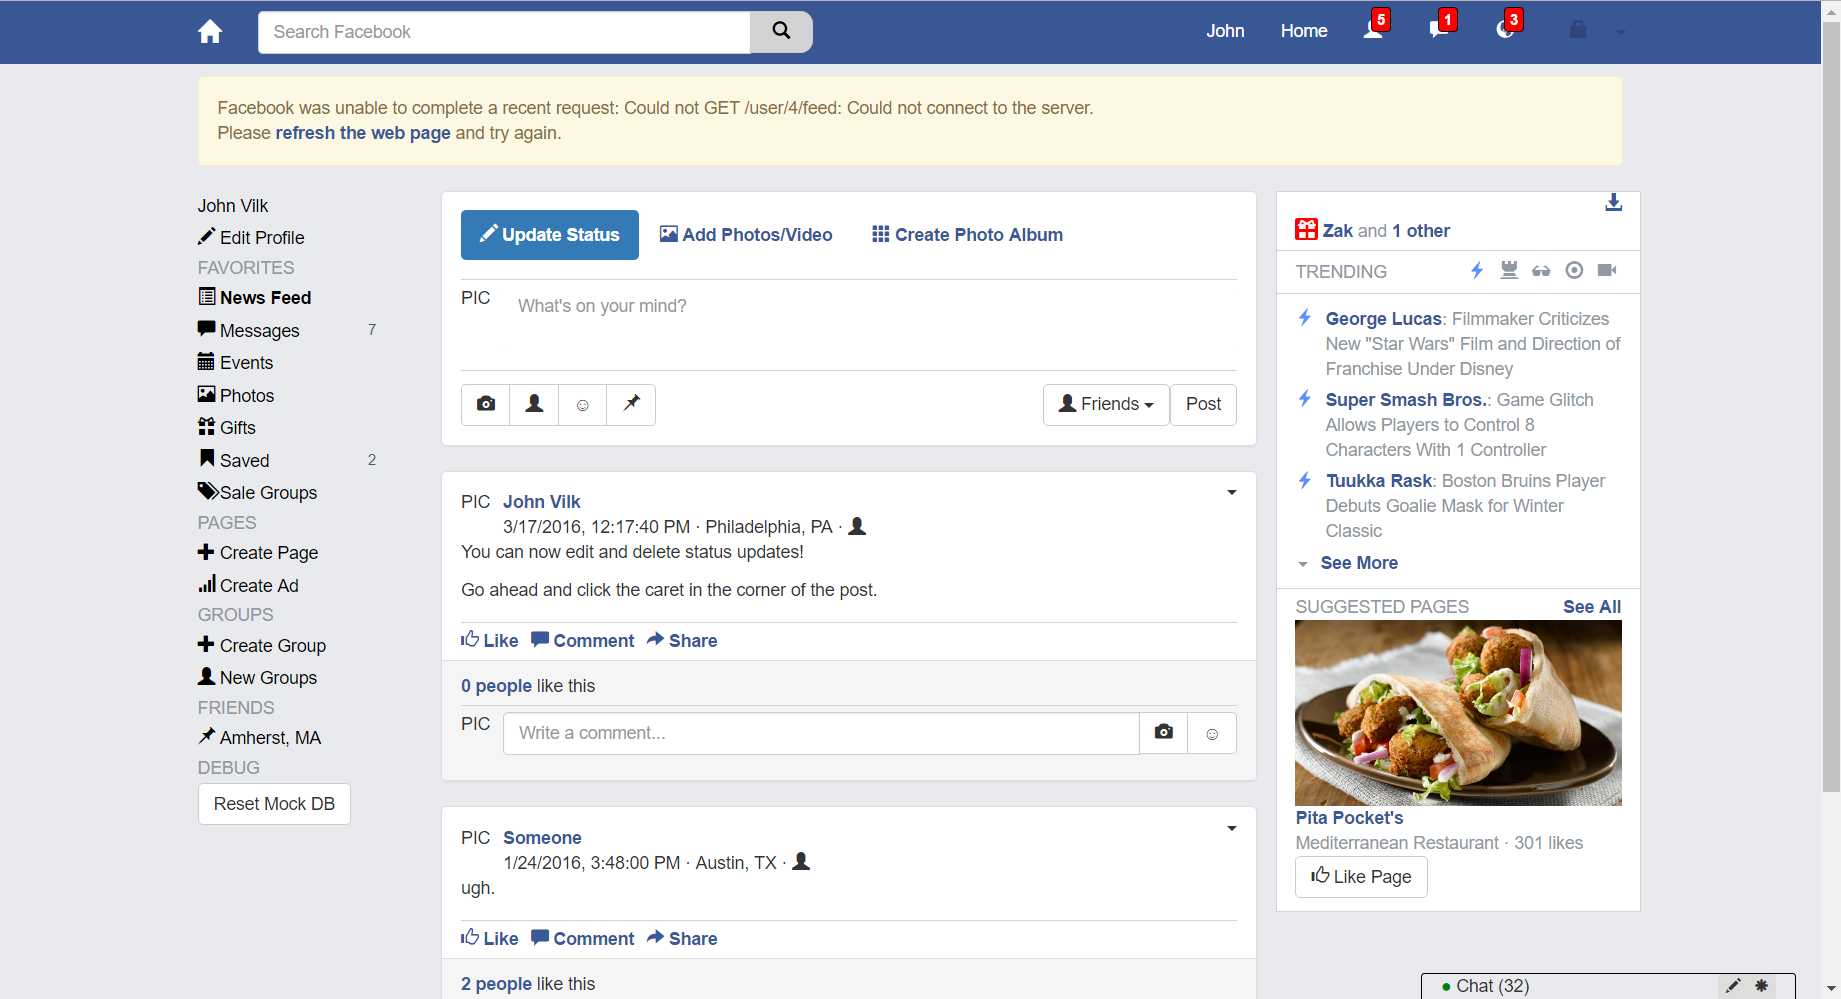 Search Facebook
John
Home
5
1
3
Facebook was unable to complete a recent request: Could not GET /user/4/feed: Could not connect to the server.
Please refresh the web page and try again.
John Vilk
Edit Profile
FAVORITES
News Feed
Messages 7
Events
Photos
Gifts
Saved 2
Sale Groups
PAGES
Create Page
Create Ad
GROUPS
Create Group
New Groups
FRIENDS
Amherst, MA
DEBUG
Reset Mock DB
Update Status
Add Photos/Video
Create Photo Album
PIC
What's on your mind?
Friends
Post
PIC John Vilk
3/17/2016, 12:17:40 PM · Philadelphia, PA ·
You can now edit and delete status updates!
Go ahead and click the caret in the corner of the post.
Like Comment Share
0 people like this
PIC
Write a comment...
PIC Someone
1/24/2016, 3:48:00 PM · Austin, TX ·
ugh.
Like Comment Share
2 people like this
Zak and 1 other
TRENDING
George Lucas: Filmmaker Criticizes
New "Star Wars" Film and Direction of
Franchise Under Disney
Super Smash Bros.: Game Glitch
Allows Players to Control 8
Characters With 1 Controller
Tuukka Rask: Boston Bruins Player
Debuts Goalie Mask for Winter
Classic
See More
SUGGESTED PAGES See All
Pita Pocket's
Mediterranean Restaurant · 301 likes
Like Page
Chat (32)